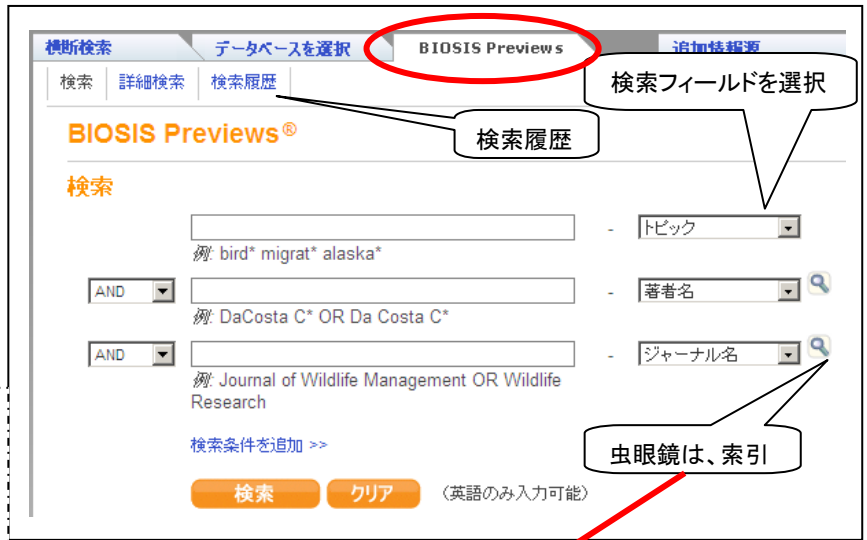 横断検索 データベースを選択 BIOSIS Previews 追加情報源
検索 詳細検索 検索履歴
検索フィールドを選択
検索履歴
BIOSIS Previews®
検索
- トピック
例: bird* migrat* alaska*
AND - 著者名
例: DaCosta C* OR Da Costa C*
AND - ジャーナル名
例: Journal of Wildlife Management OR Wildlife
Research
検索条件を追加 >>
虫眼鏡は、索引
検索 クリア (英語のみ入力可能)